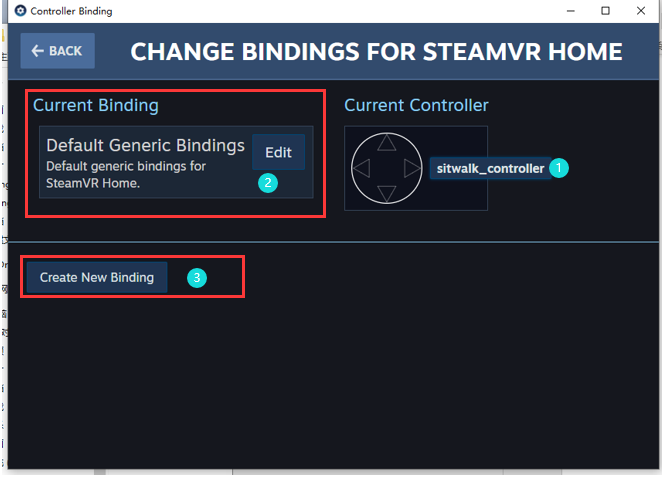 Controller Binding
BACK
CHANGE BINDINGS FOR STEAMVR HOME
Current Binding
Default Generic Bindings
Default generic bindings for
SteamVR Home.
Edit
2
Current Controller
sitwalk_controller
1
Create New Binding
3